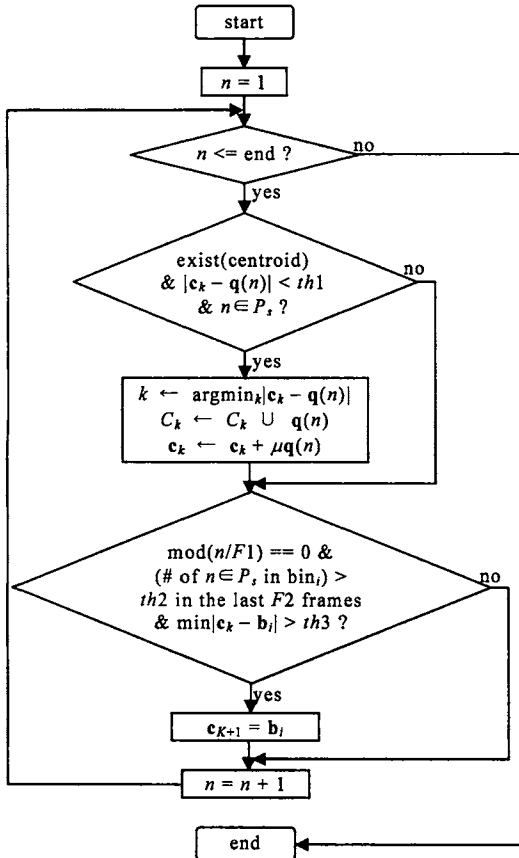 start
n = 1
n <= end ?
no
yes
exist(centroid)
& |c_k − q(n)| < th1
& n ∈ P_s ?
no
yes
k ← argmin_k|c_k − q(n)|
C_k ← C_k ∪ q(n)
c_k ← c_k + μq(n)
mod(n/F1) == 0 &
(# of n ∈ P_s in bin_i) >
th2 in the last F2 frames
& min|c_k − b_i| > th3 ?
no
yes
c_{K+1} = b_i
n = n + 1
end